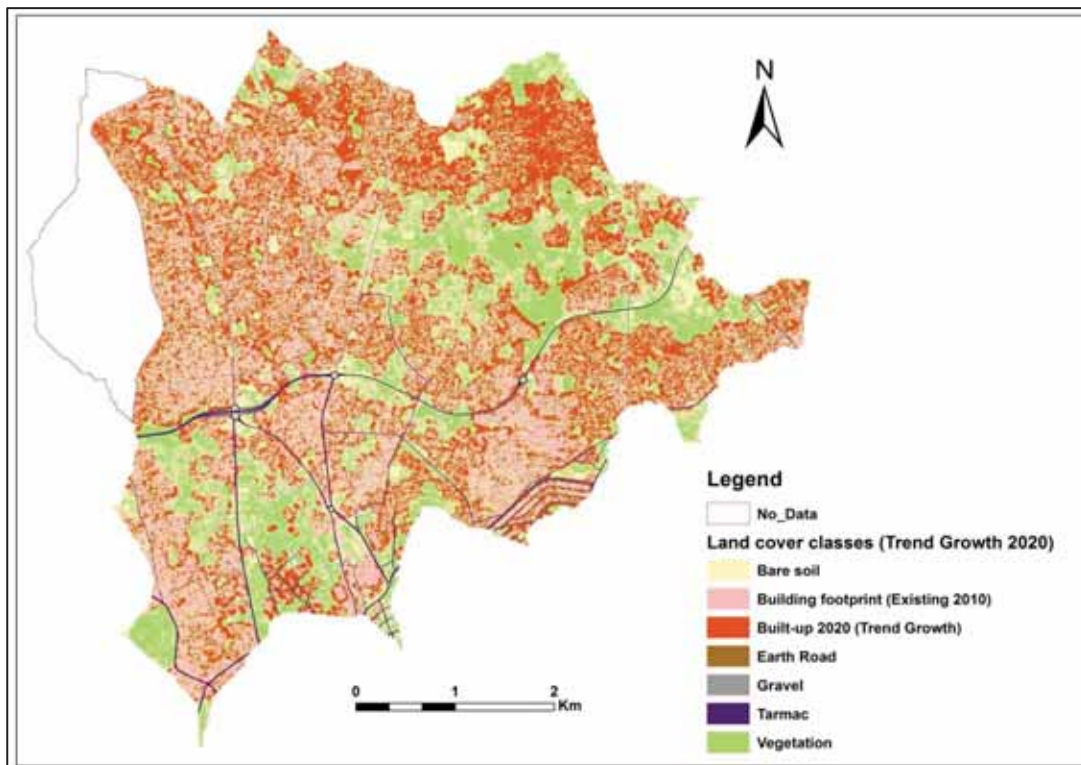 N
Legend
No_Data
Land cover classes (Trend Growth 2020)
Bare soil
Building footprint (Existing 2010)
Built-up 2020 (Trend Growth)
Earth Road
Gravel
Tarmac
Vegetation
0 1 2
Km